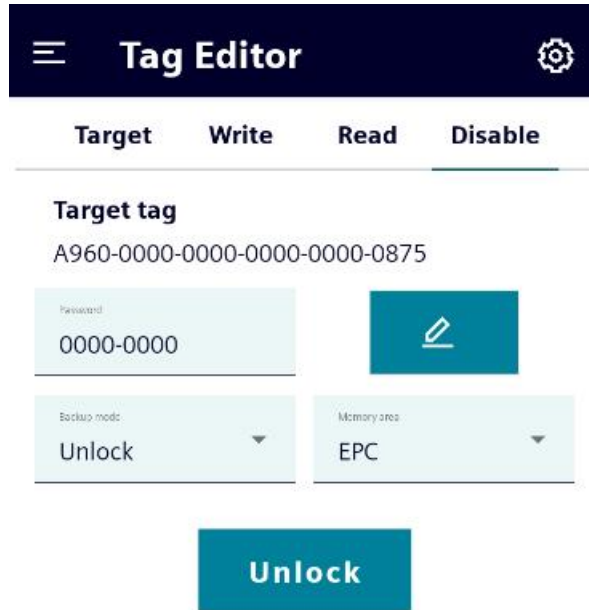 Tag Editor
Target Write Read Disable
Target tag
A960-0000-0000-0000-0000-0875
Password
0000-0000
Backup mode
Unlock
Memory area
EPC
Unlock